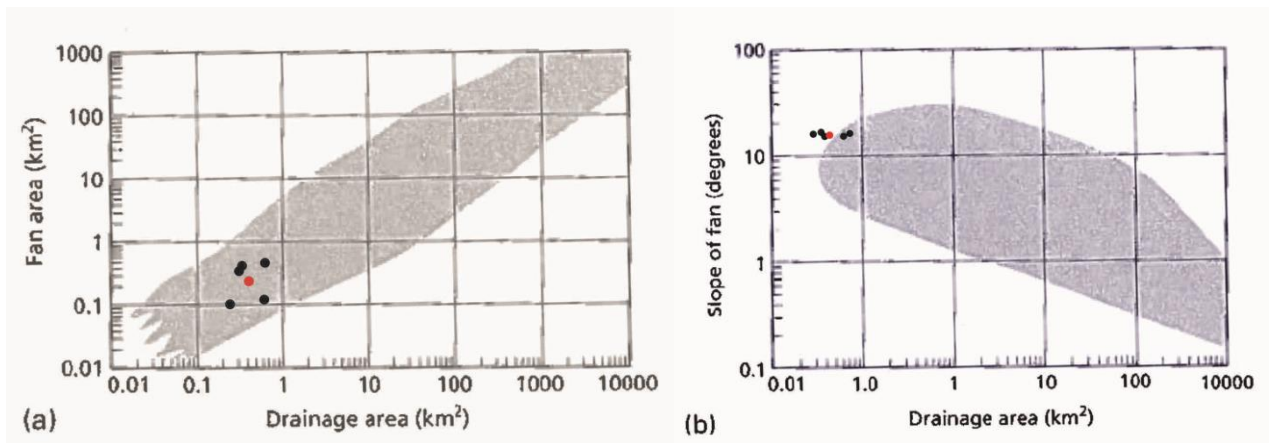 1000
100
10
1
0.1
0.01
Fan area (km²)
0.01 0.1 1 10 100 1000 10000
Drainage area (km²)
(a)
100
10
1
0.1
Slope of fan (degrees)
0.01 1.0 1 10 100 10000
Drainage area (km²)
(b)